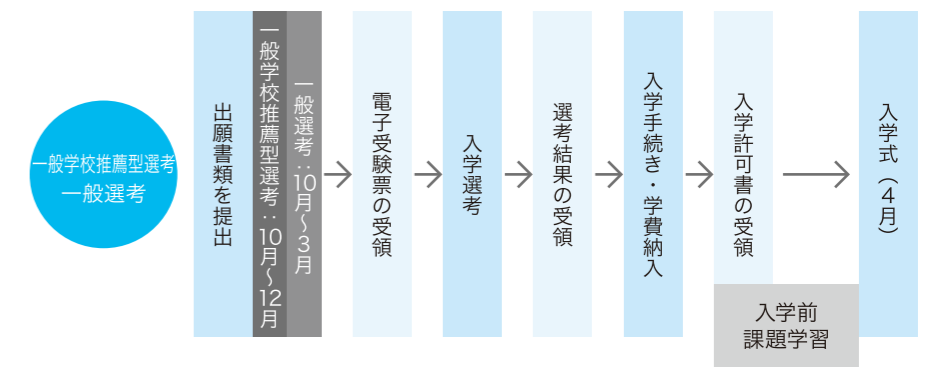 一般学校推薦型選考
一般選考
出願書類を提出
一般学校推薦型選考：10月〜12月
一般選考：10月〜3月
電子受験票の受領
入学選考
選考結果の受領
入学手続き・学費納入
入学許可書の受領
入学前
課題学習
入学式（4月）